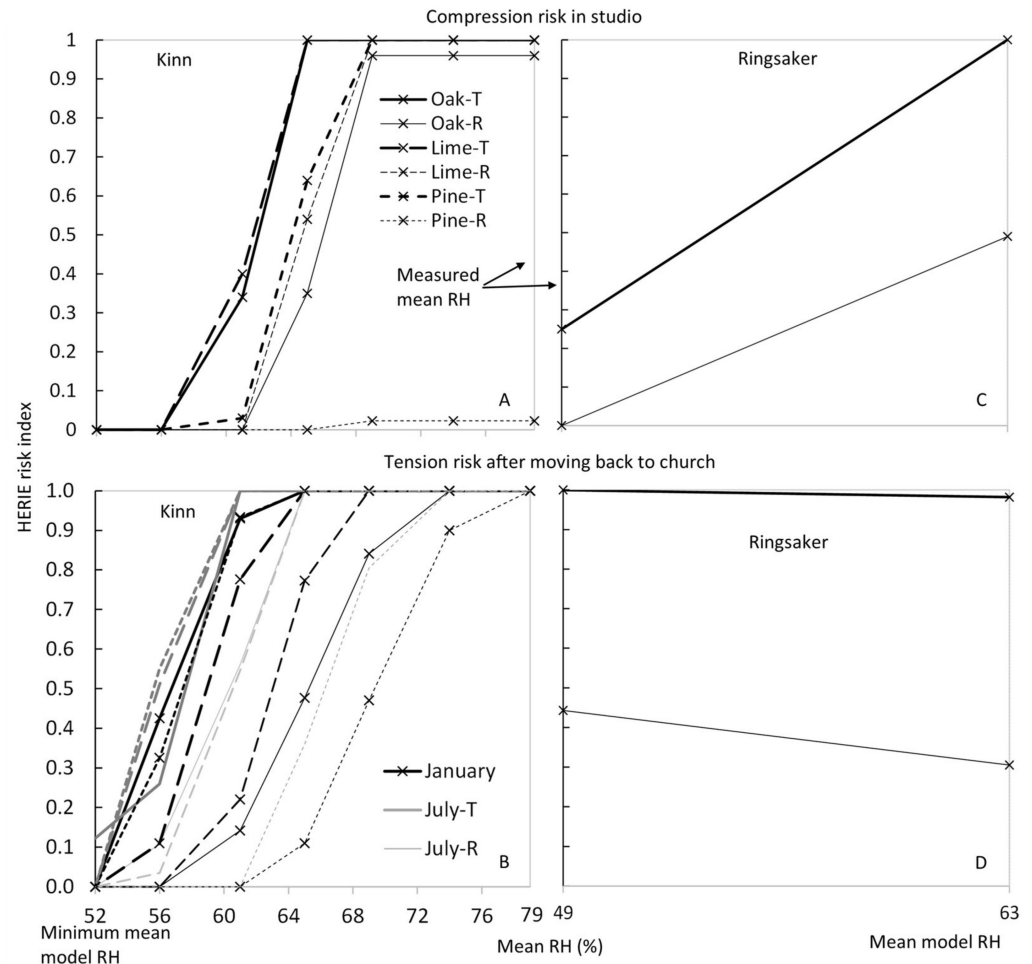 Compression risk in studio
1
0.9
0.8
0.7
0.6
0.5
0.4
0.3
0.2
0.1
0
Kinn
Oak-T
Oak-R
Lime-T
Lime-R
Pine-T
Pine-R
Measured
mean RH
A
Ringsaker
C
HERIE risk index
Tension risk after moving back to church
1.0
0.9
0.8
0.7
0.6
0.5
0.4
0.3
0.2
0.1
0.0
Kinn
January
July-T
July-R
B
Ringsaker
D
52 56 60 64 68 72 76 79 49 63
Minimum mean
model RH
Mean RH (%)
Mean model RH